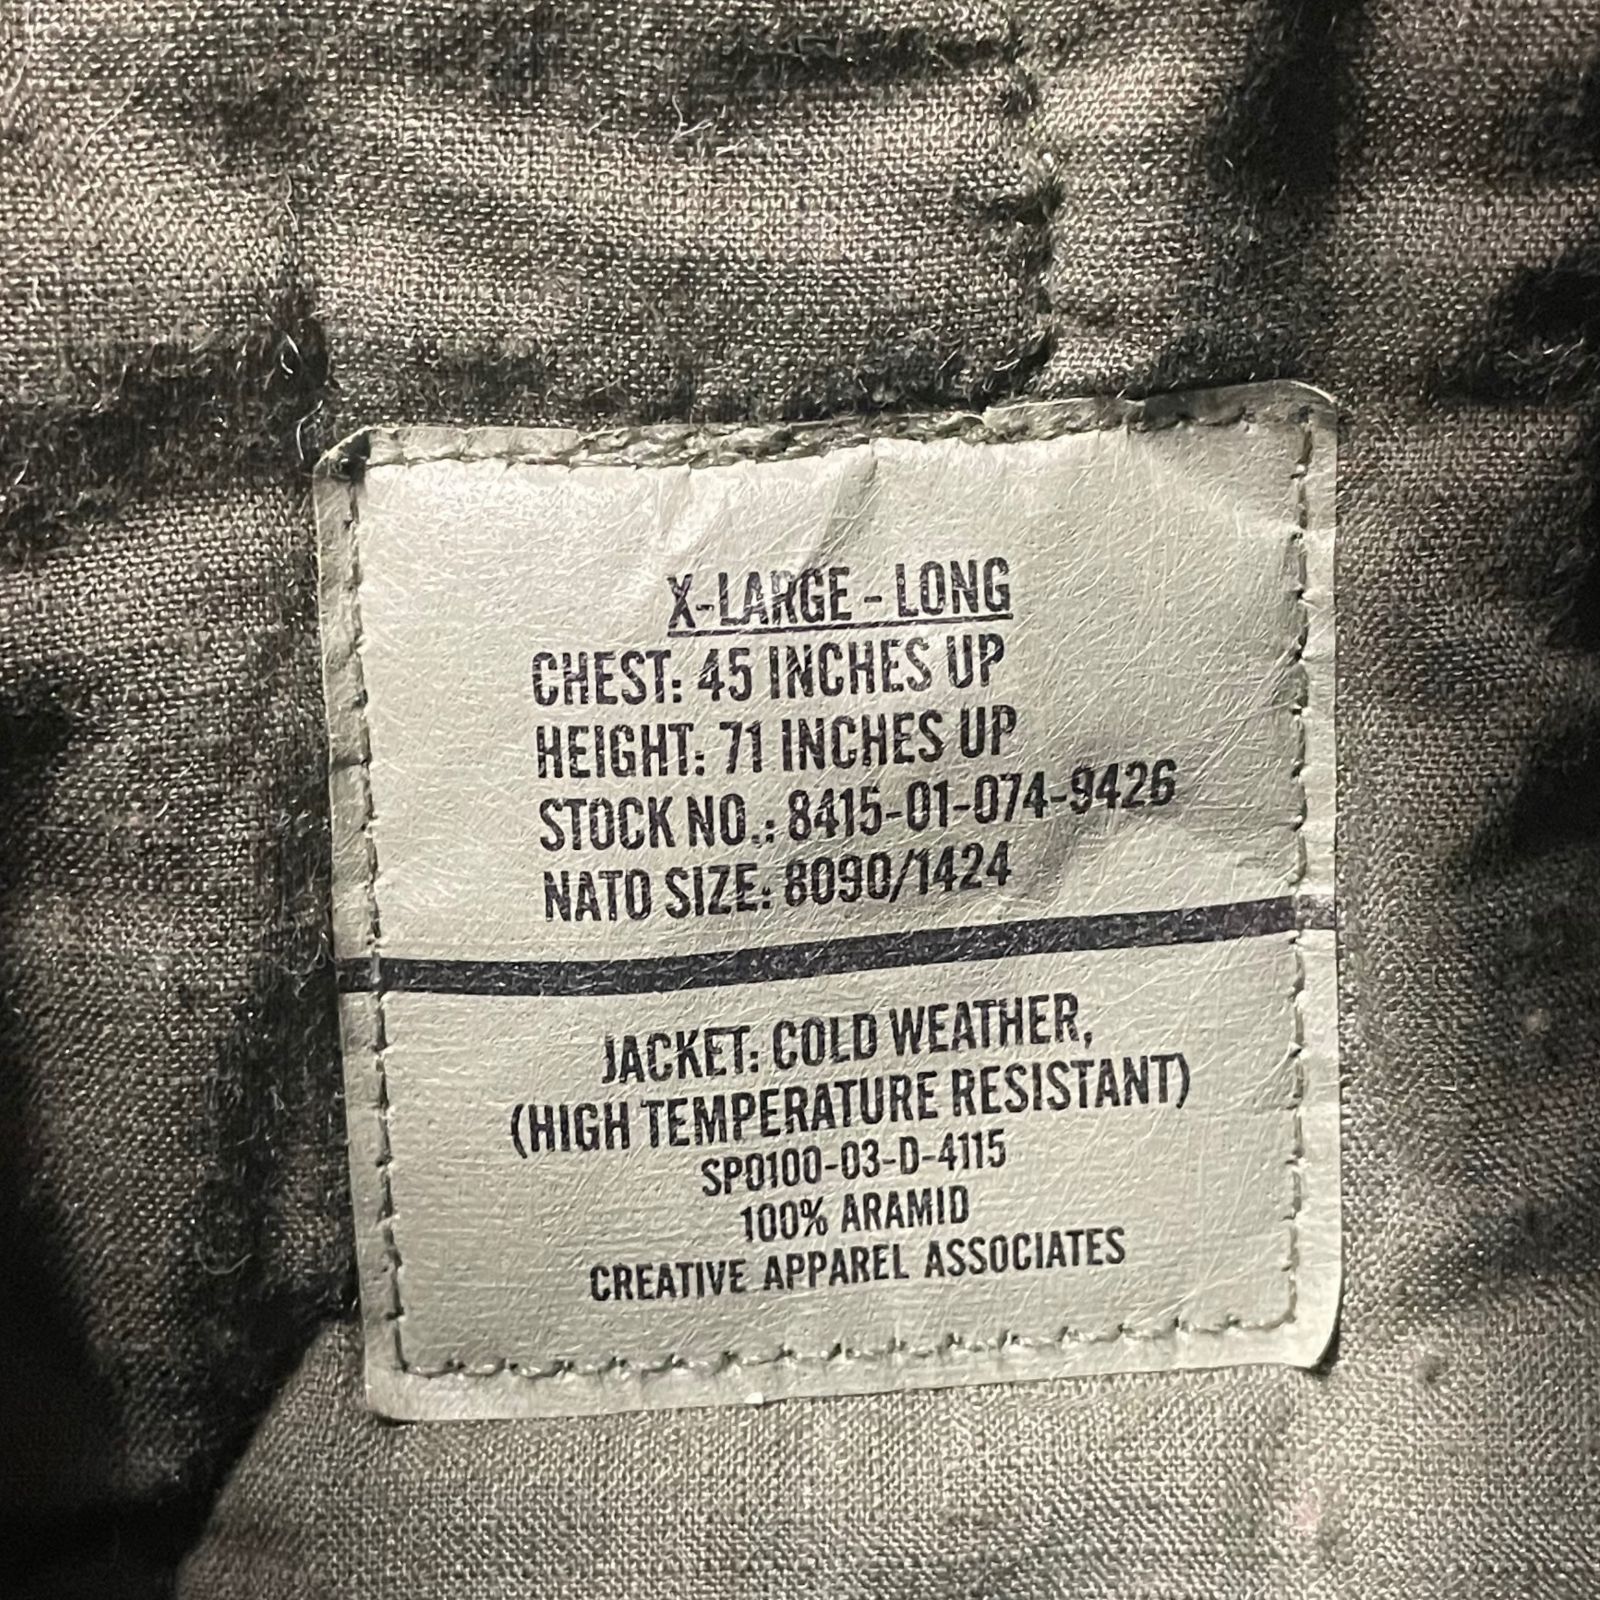 X-LARGE - LONG
CHEST: 45 INCHES UP
HEIGHT: 71 INCHES UP
STOCK NO.: 8415-01-074-9426
NATO SIZE: 8090/1424
JACKET: COLD WEATHER,
(HIGH TEMPERATURE RESISTANT)
SP0100-03-D-4115
100% ARAMID
CREATIVE APPAREL ASSOCIATES